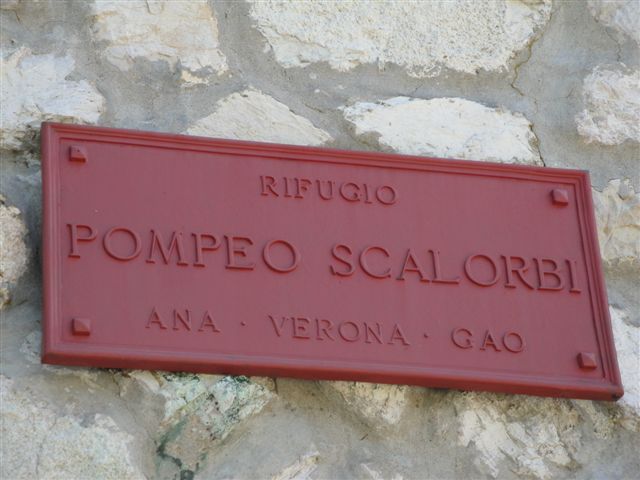 RIFUGIO
POMPEO SCALORBI
ANA · VERONA · GAO